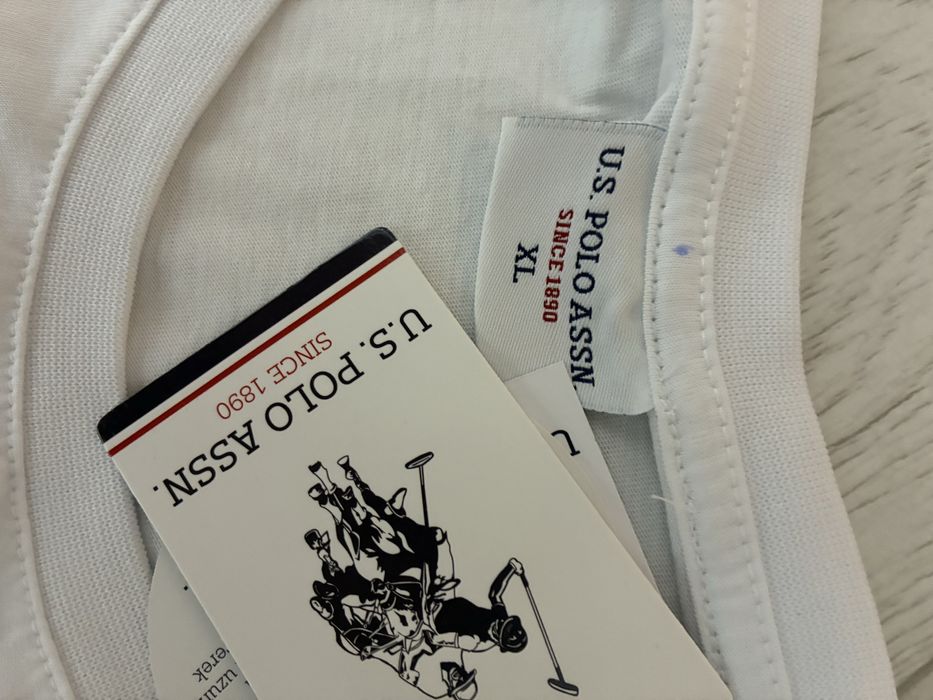 U.S. POLO ASSN.
SINCE 1890
XL
U.S. POLO ASSN.
SINCE 1890